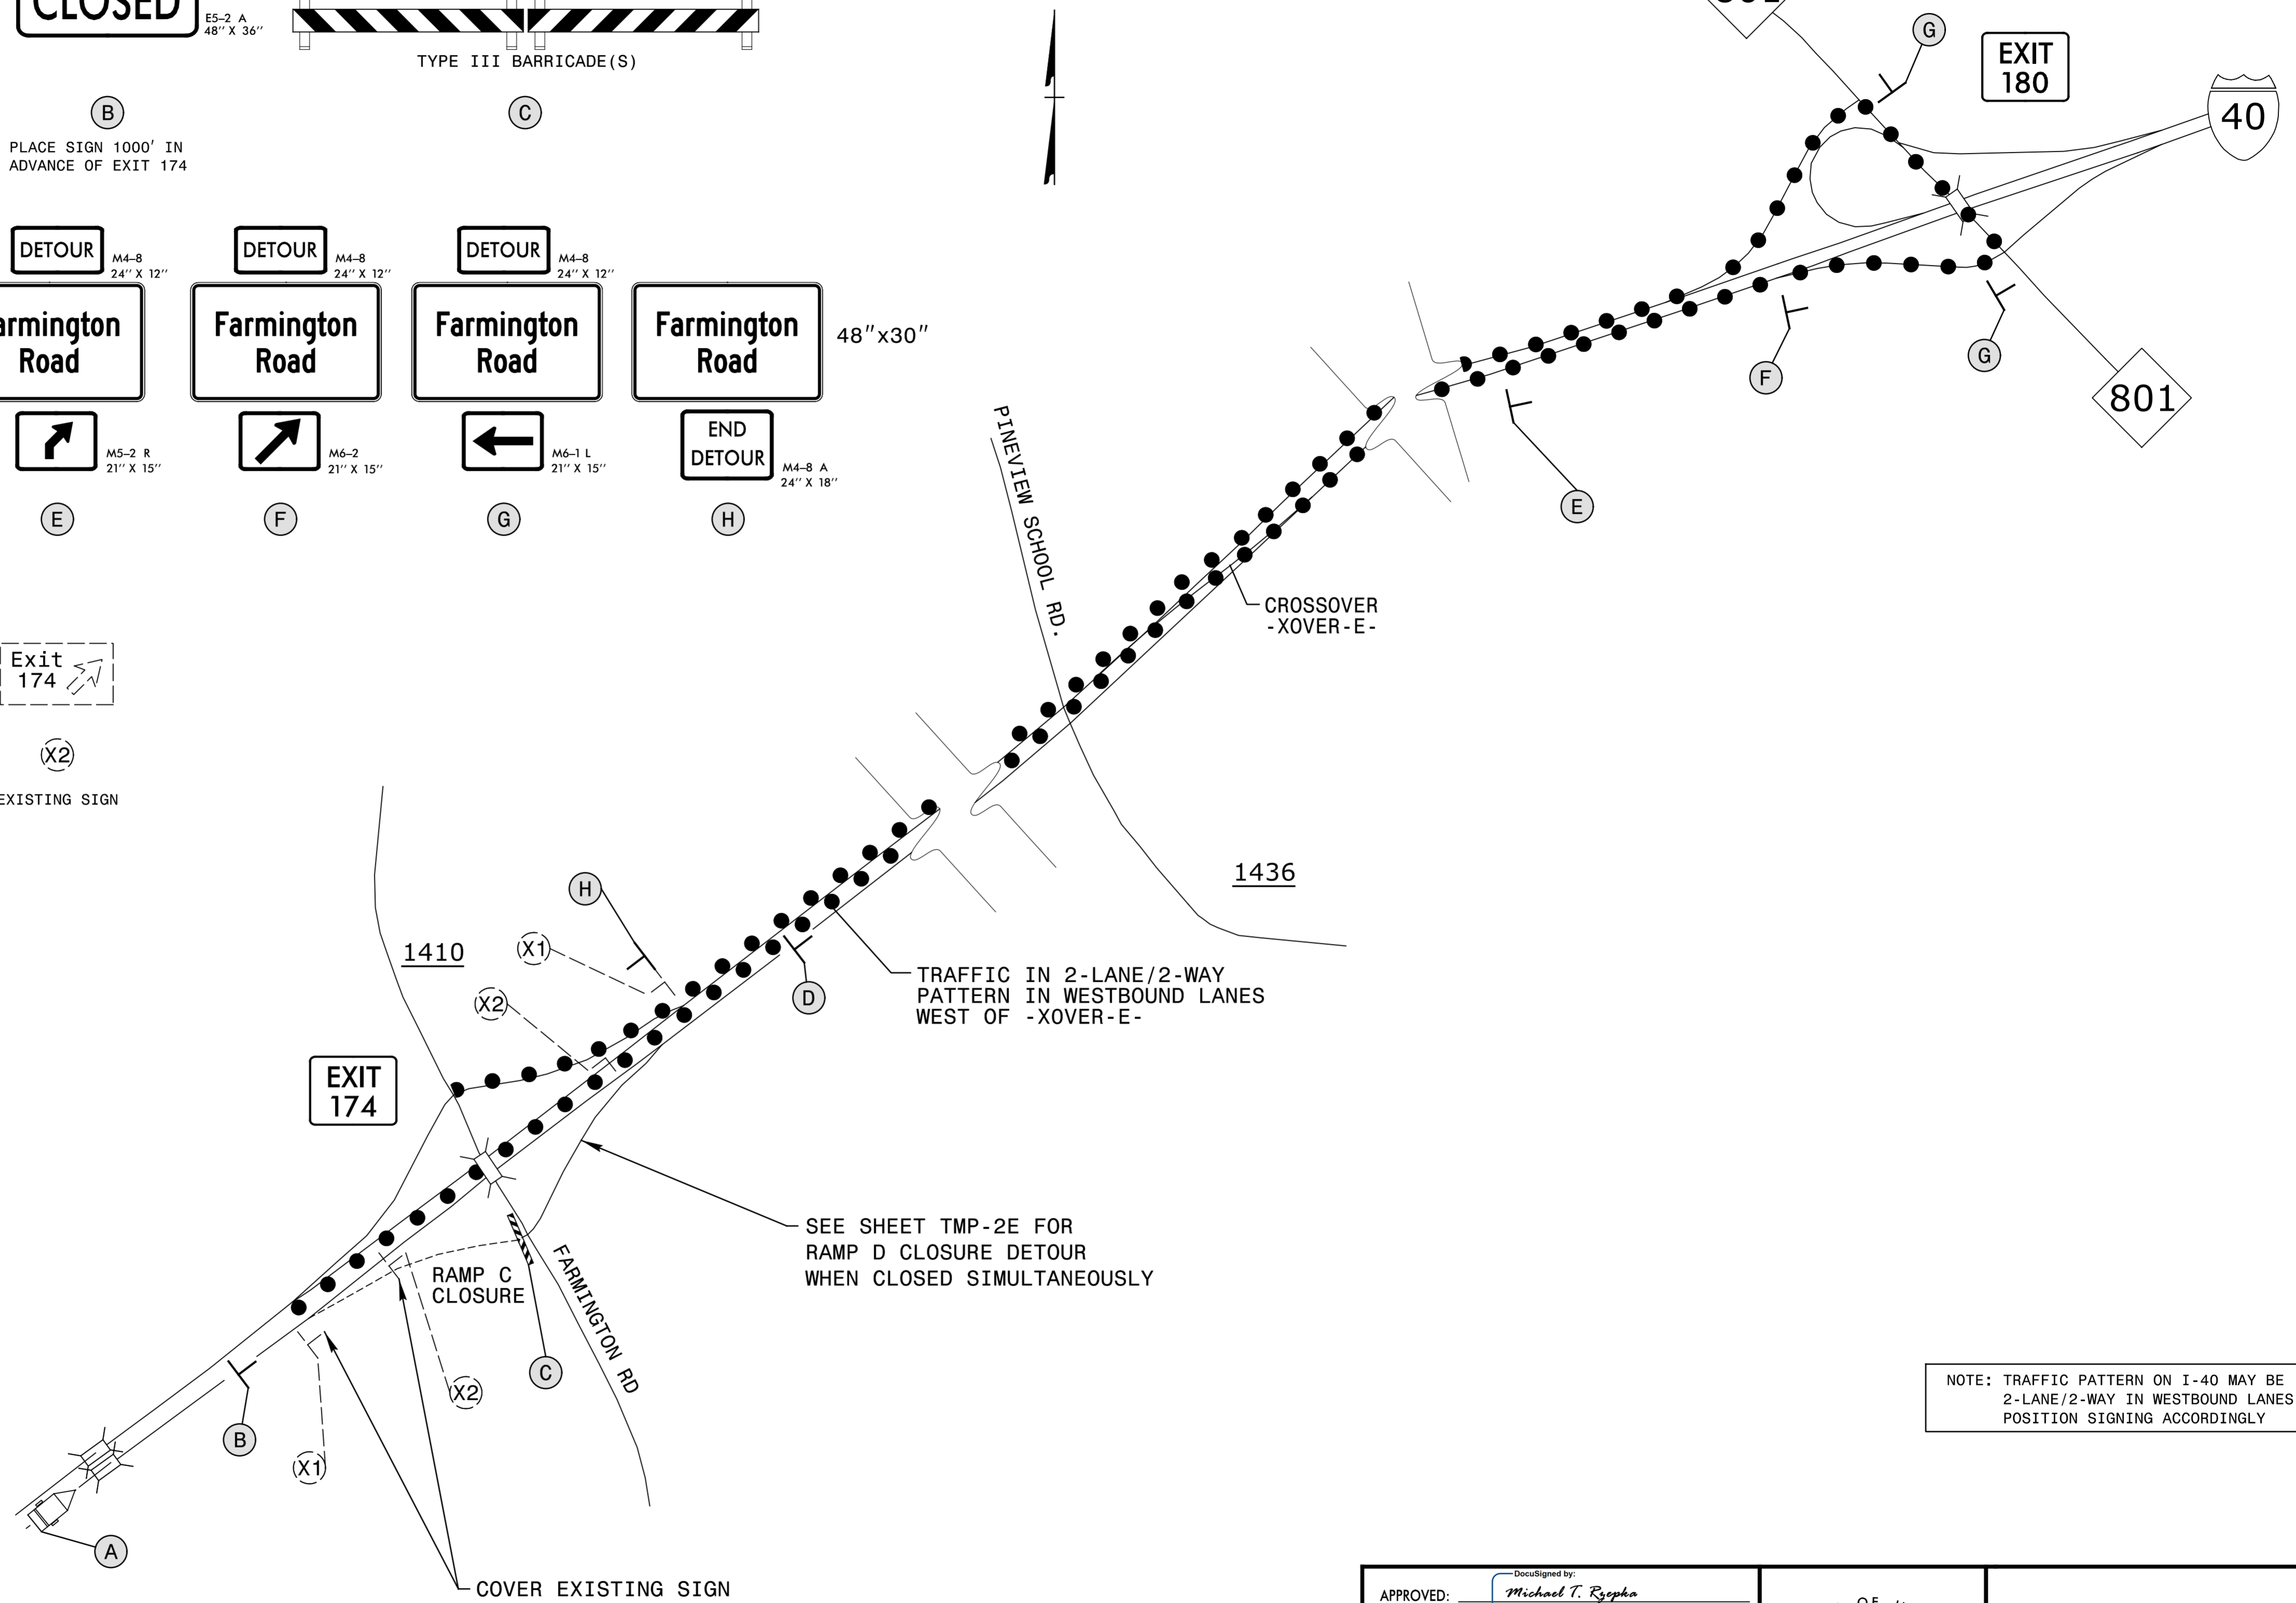 CLOSED
E5-2 A
48" X 36"
TYPE III BARRICADE(S)
B
C
PLACE SIGN 1000' IN
ADVANCE OF EXIT 174
DETOUR
M4-8
24" X 12"
Farmington
Road
M5-2 R
21" X 15"
E
DETOUR
M4-8
24" X 12"
Farmington
Road
M6-2
21" X 15"
F
DETOUR
M4-8
24" X 12"
Farmington
Road
M6-1 L
21" X 15"
G
Farmington
Road
48"x30"
END
DETOUR
M4-8 A
24" X 18"
H
Exit
174
X2
EXISTING SIGN
G
EXIT
180
40
801
F
G
E
PINEVIEW SCHOOL RD.
CROSSOVER
-XOVER-E-
1436
1410
H
X1
X2
D
TRAFFIC IN 2-LANE/2-WAY
PATTERN IN WESTBOUND LANES
WEST OF -XOVER-E-
EXIT
174
SEE SHEET TMP-2E FOR
RAMP D CLOSURE DETOUR
WHEN CLOSED SIMULTANEOUSLY
RAMP C
CLOSURE
FARMINGTON RD
C
X2
B
X1
A
COVER EXISTING SIGN
NOTE: TRAFFIC PATTERN ON I-40 MAY BE
2-LANE/2-WAY IN WESTBOUND LANES
POSITION SIGNING ACCORDINGLY
DocuSigned by:
APPROVED: Michael T. Rzepka